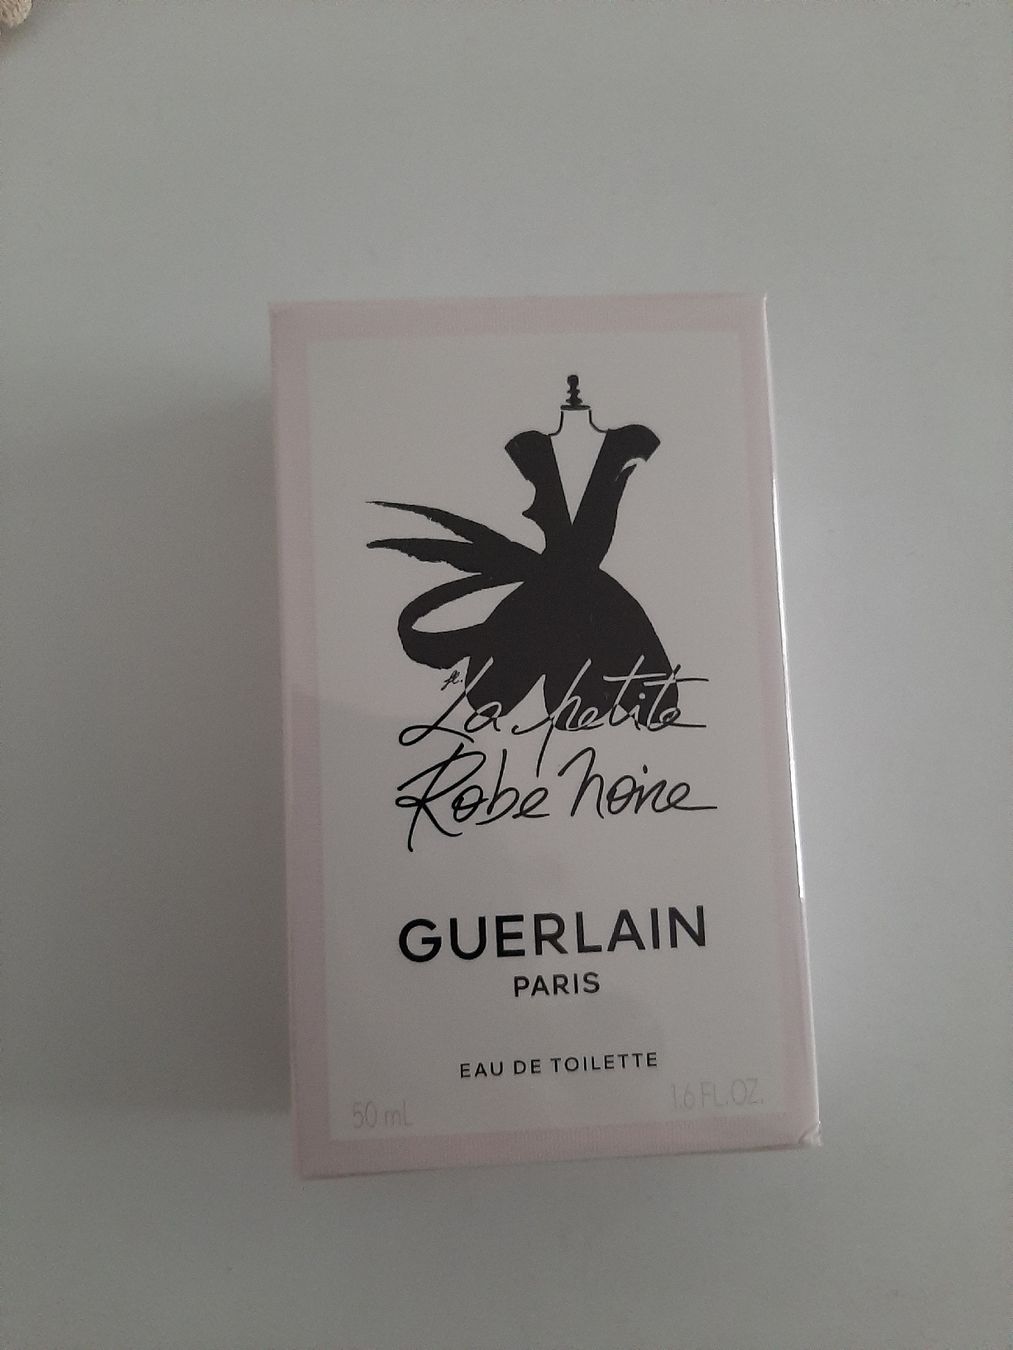 La petite
Robe Noire
GUERLAIN
PARIS
EAU DE TOILETTE
50 mL 1.6 FL.OZ.